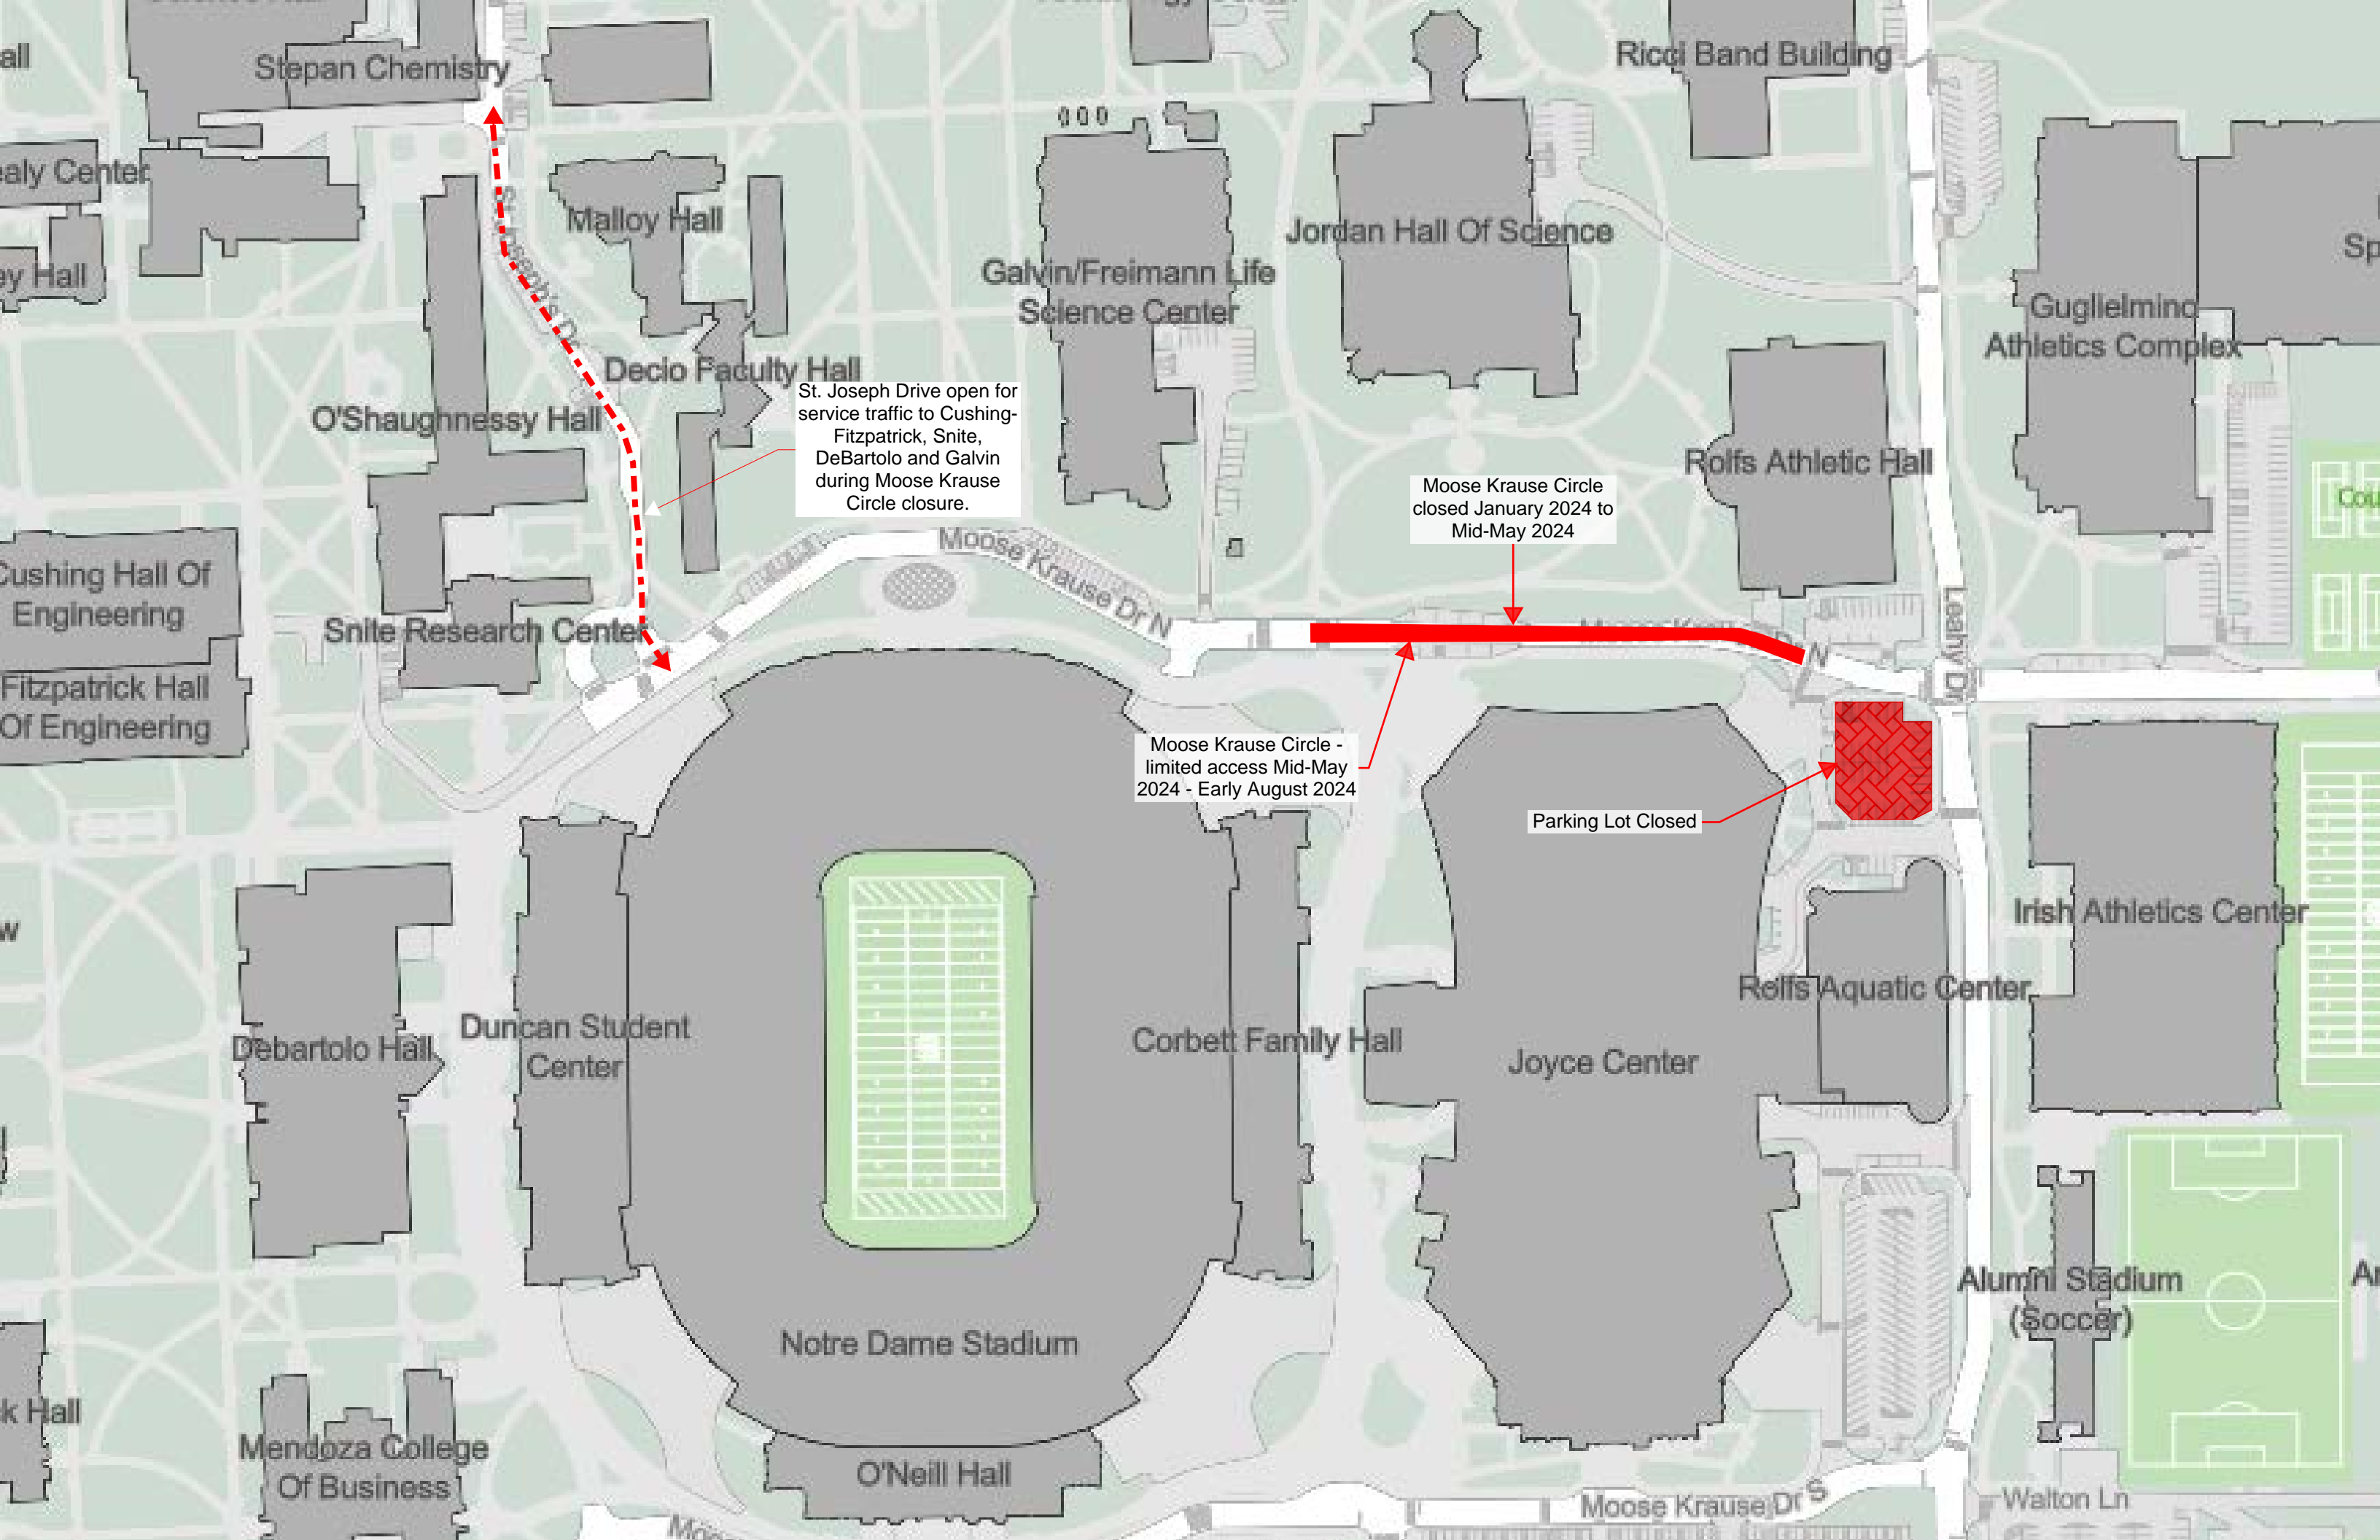 Stepan Chemistry
Ricci Band Building
Malloy Hall
Jordan Hall Of Science
Galvin/Freimann Life
Science Center
Guglielmino
Athletics Complex
Decio Faculty Hall
O'Shaughnessy Hall
St. Joseph Drive open for
service traffic to Cushing-
Fitzpatrick, Snite,
DeBartolo and Galvin
during Moose Krause
Circle closure.
Rolfs Athletic Hall
Moose Krause Circle
closed January 2024 to
Mid-May 2024
Moose Krause Dr N
Cushing Hall Of
Engineering
Snite Research Center
Leahy Dr
Fitzpatrick Hall
Of Engineering
Moose Krause Circle -
limited access Mid-May
2024 - Early August 2024
Parking Lot Closed
Irish Athletics Center
Rolfs Aquatic Center
Debartolo Hall
Duncan Student
Center
Corbett Family Hall
Joyce Center
Alumni Stadium
(Soccer)
Notre Dame Stadium
Mendoza College
Of Business
O'Neill Hall
Moose Krause Dr S
Walton Ln